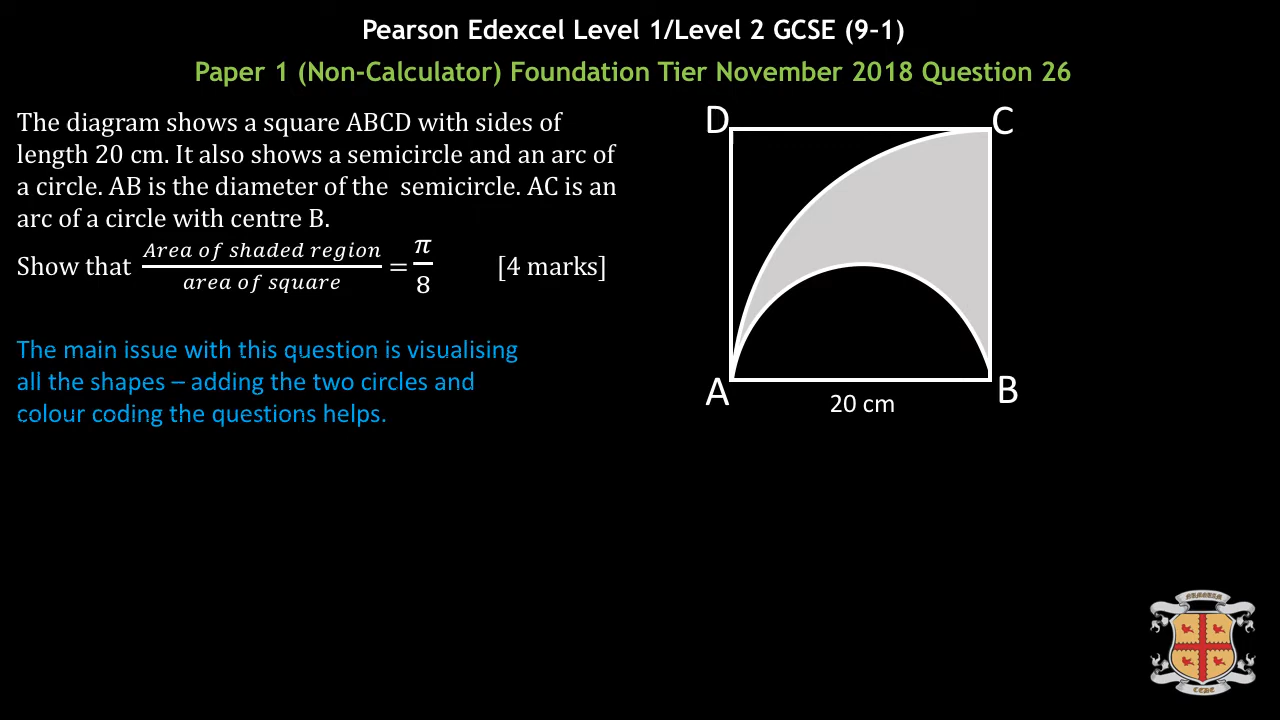 Pearson Edexcel Level 1/Level 2 GCSE (9-1)
Paper 1 (Non-Calculator) Foundation Tier November 2018 Question 26
The diagram shows a square ABCD with sides of
length 20 cm. It also shows a semicircle and an arc of
a circle. AB is the diameter of the  semicircle. AC is an
arc of a circle with centre B.
Show that Area of shaded region / area of square = π / 8 [4 marks]
The main issue with this question is visualising
all the shapes – adding the two circles and
colour coding the questions helps.
D
C
A
B
20 cm
NUMQUAM
CEDE